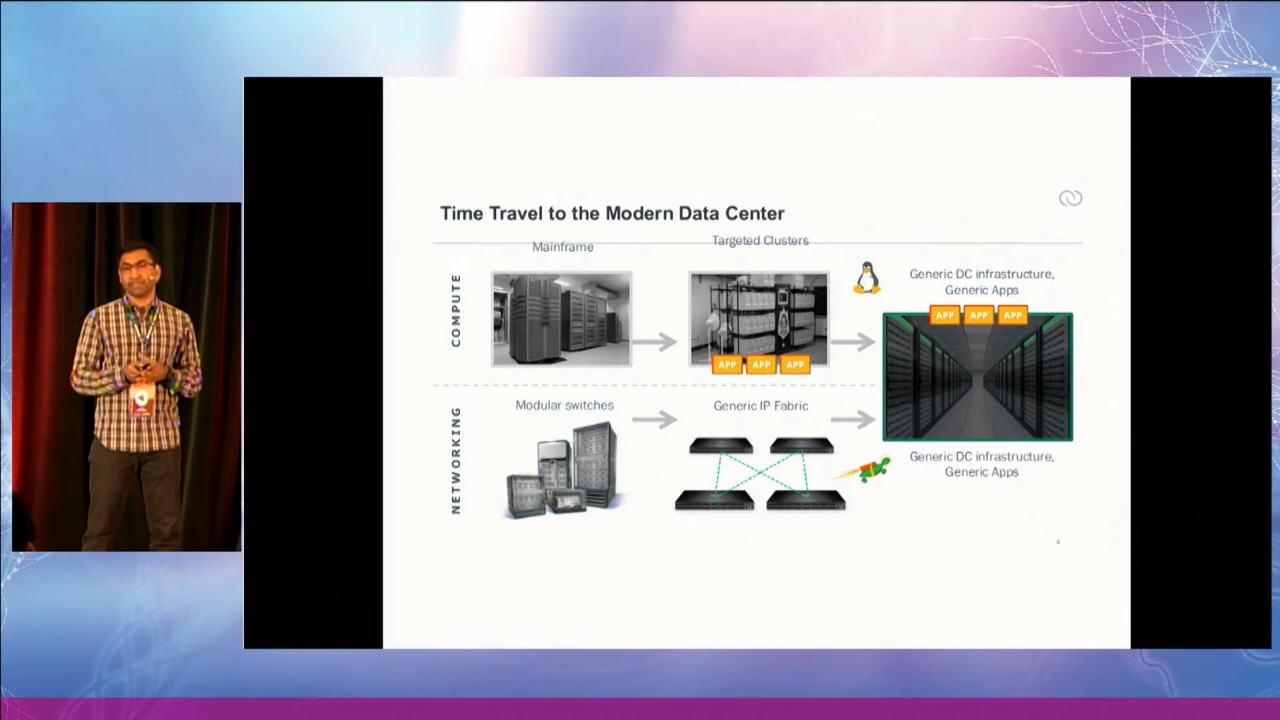 Time Travel to the Modern Data Center
Mainframe
Targeted Clusters
COMPUTE
Generic DC infrastructure,
Generic Apps
APP APP APP
APP APP APP
NETWORKING
Modular switches
Generic IP Fabric
Generic DC infrastructure,
Generic Apps
4